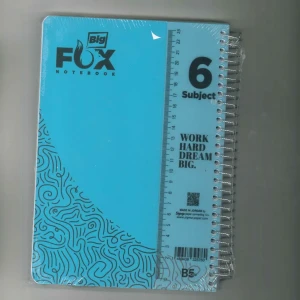 Big
FOX
NOTEBOOK
6
Subject
WORK
HARD
DREAM
BIG.
B5